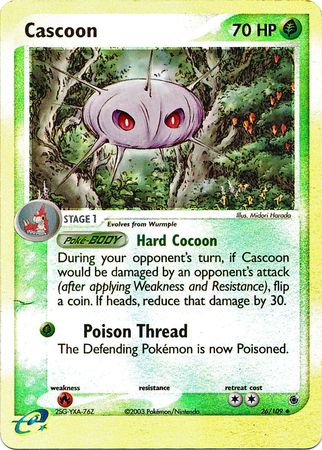 Cascoon
70 HP
Illus. Midori Harada
STAGE 1
Evolves from Wurmple
Poké-BODY Hard Cocoon
During your opponent's turn, if Cascoon
would be damaged by an opponent's attack
(after applying Weakness and Resistance), flip
a coin. If heads, reduce that damage by 30.
Poison Thread
The Defending Pokémon is now Poisoned.
weakness resistance retreat cost
2SG-YXA-76Z ©2003 Pokémon/Nintendo 26/109
e